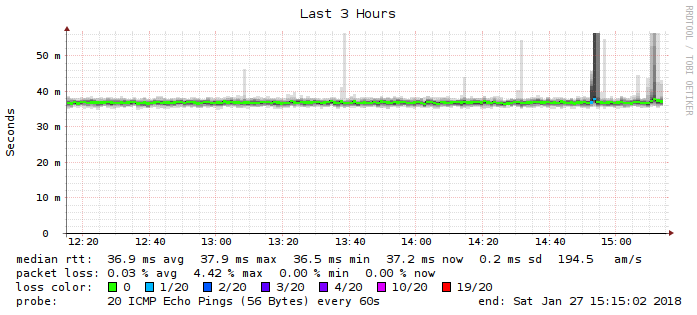 Last 3 Hours
RRDTOOL / TOBI OETIKER
Seconds
50 m
40 m
30 m
20 m
10 m
0
12:20 12:40 13:00 13:20 13:40 14:00 14:20 14:40 15:00
median rtt: 36.9 ms avg 37.9 ms max 36.5 ms min 37.2 ms now 0.2 ms sd 194.5 am/s
packet loss: 0.03 % avg 4.42 % max 0.00 % min 0.00 % now
loss color: 0 1/20 2/20 3/20 4/20 10/20 19/20
probe: 20 ICMP Echo Pings (56 Bytes) every 60s end: Sat Jan 27 15:15:02 2018